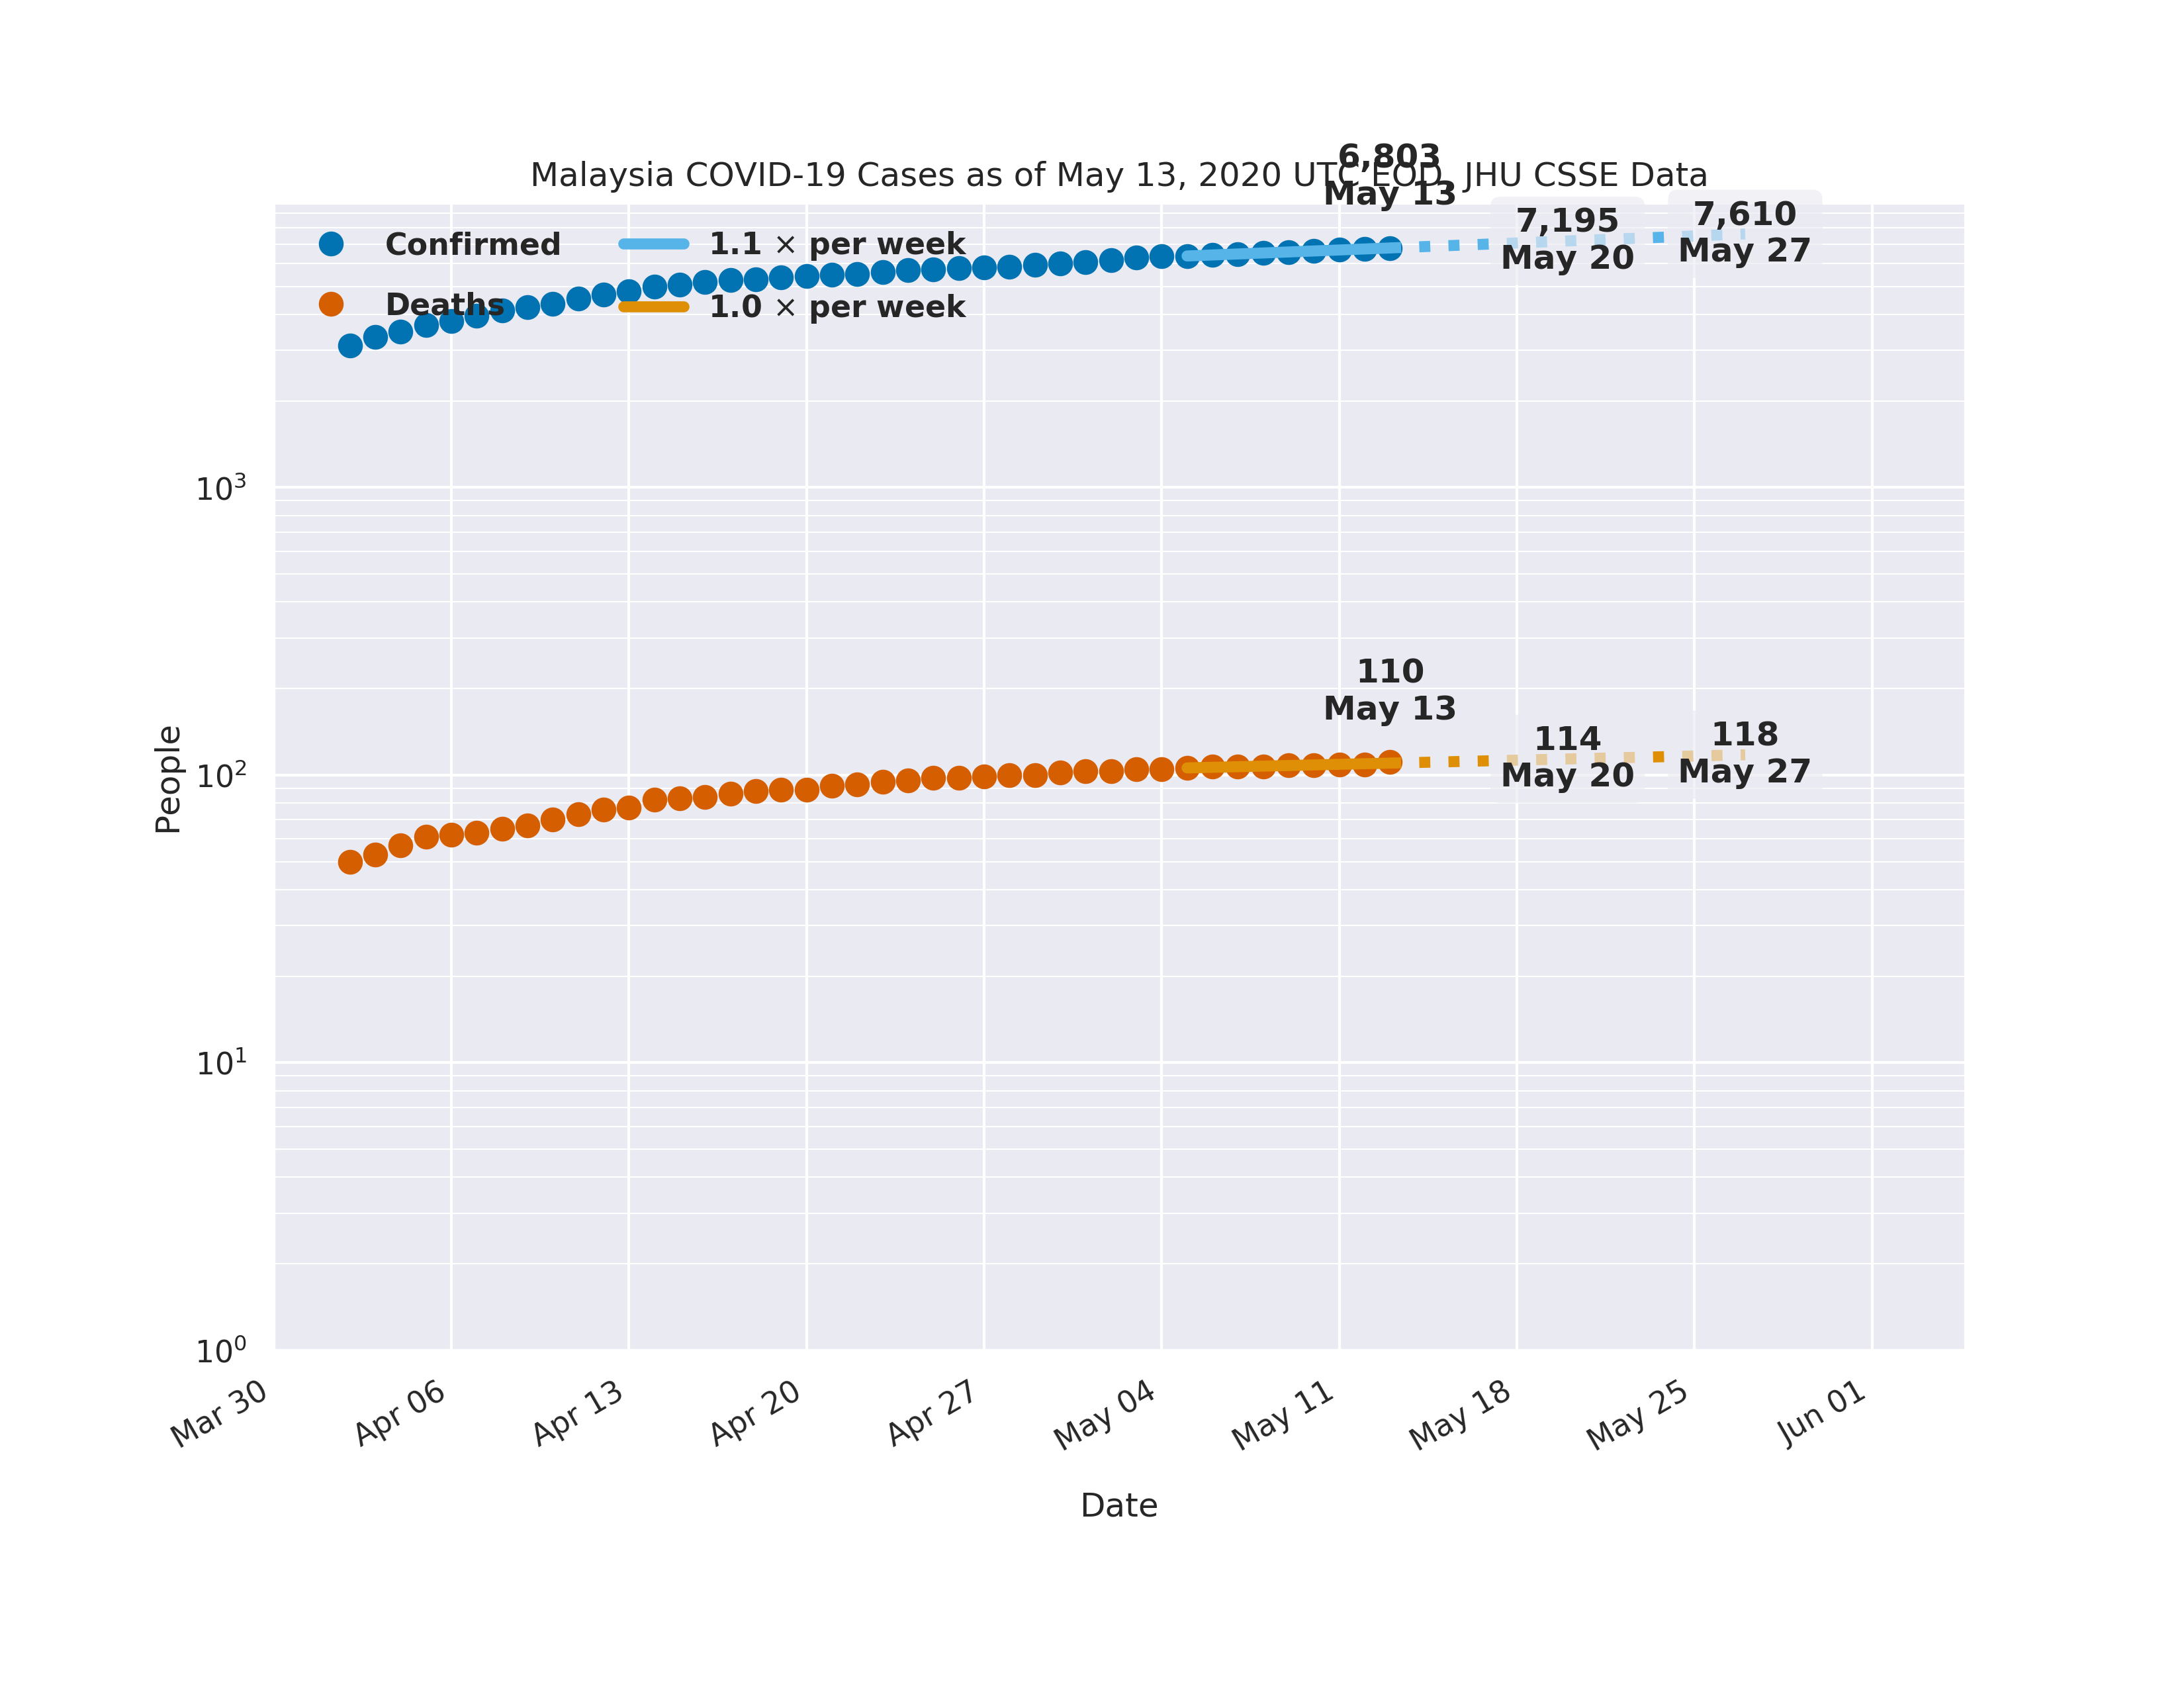 Malaysia COVID-19 Cases as of May 13, 2020 UTC EOD, JHU CSSE Data
6,803
May 13
7,195
May 20
7,610
May 27
Confirmed
Deaths
1.1 × per week
1.0 × per week
110
May 13
114
May 20
118
May 27
People
10³
10²
10¹
10⁰
Mar 30
Apr 06
Apr 13
Apr 20
Apr 27
May 04
May 11
May 18
May 25
Jun 01
Date